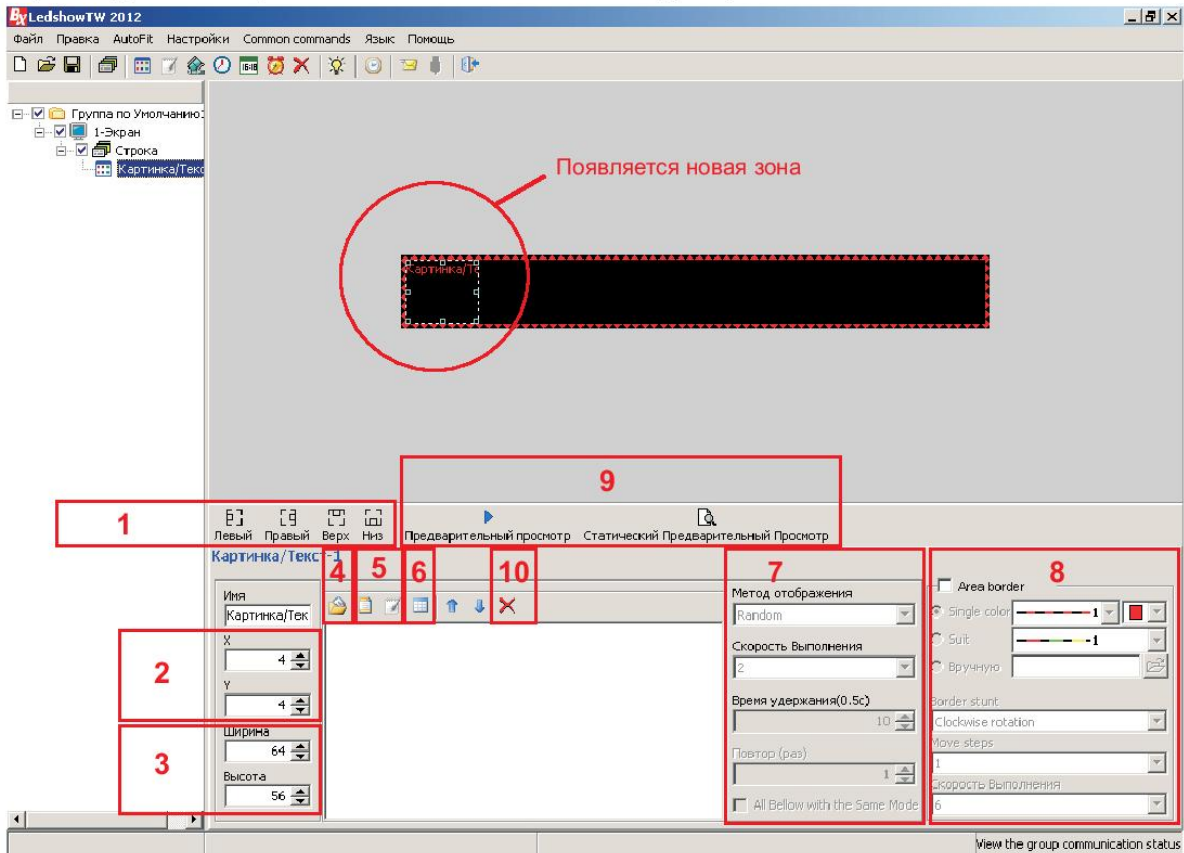 LedshowTW 2012
Файл Правка AutoFit Настройки Common commands Язык Помощь
Группа по Умолчанию
1-Экран
Строка
Картинка/Текс
Появляется новая зона
Картинка/Те
9
1
Левый Правый Верх Низ Предварительный просмотр Статический Предварительный Просмотр
Картинка/Текст-1
4 5 6 10 7 8
Имя
Картинка/Тек
X
4
2
Y
4
Ширина
64
3
Высота
56
Метод отображения
Random
Скорость Выполнения
2
Время удержания(0.5с)
10
Повтор (раз)
1
All Bellow with the Same Mode
Area border
Single color 1
Suit 1
Вручную
Border stunt
Clockwise rotation
Move steps
1
Скорость Выполнения
6
View the group communication status